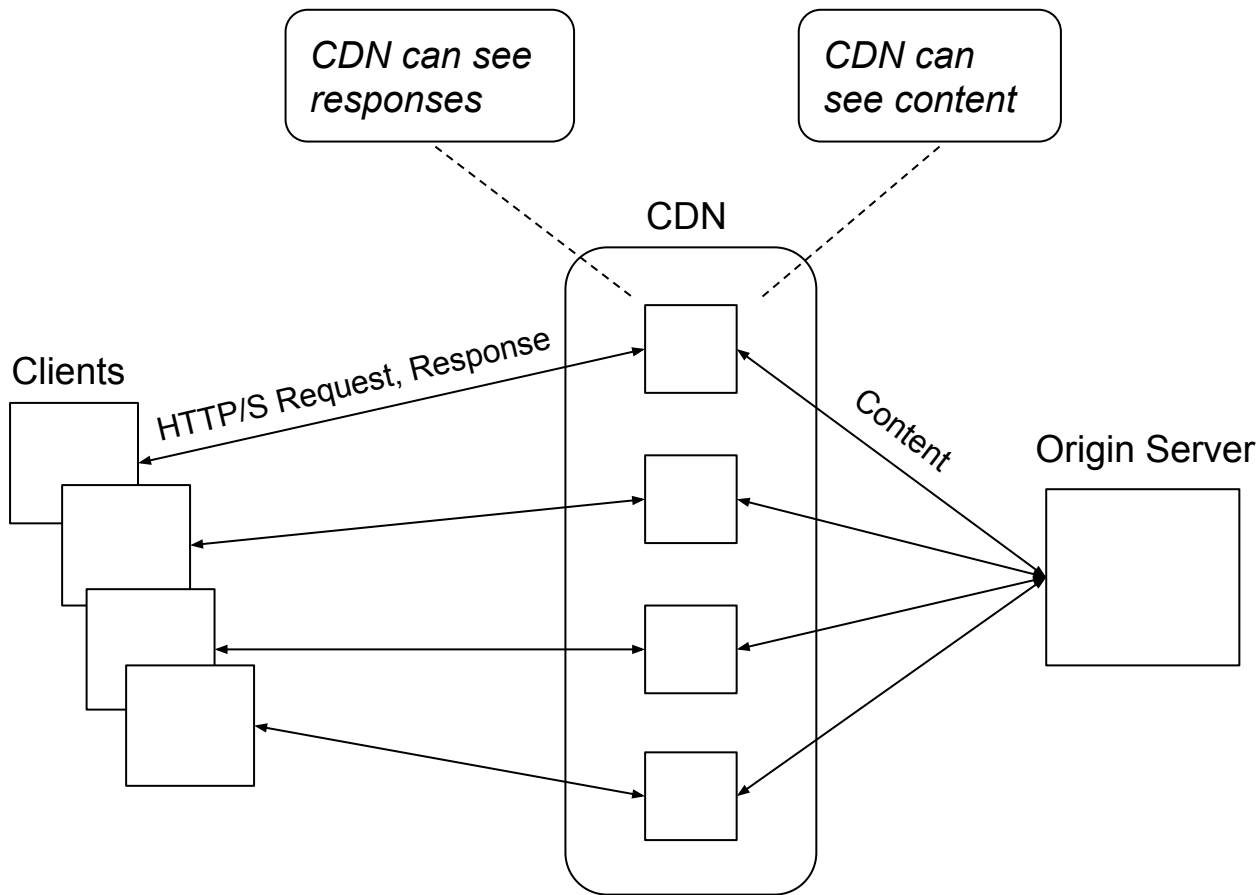 CDN can see
responses
CDN can
see content
CDN
Clients
HTTP/S Request, Response
Content
Origin Server